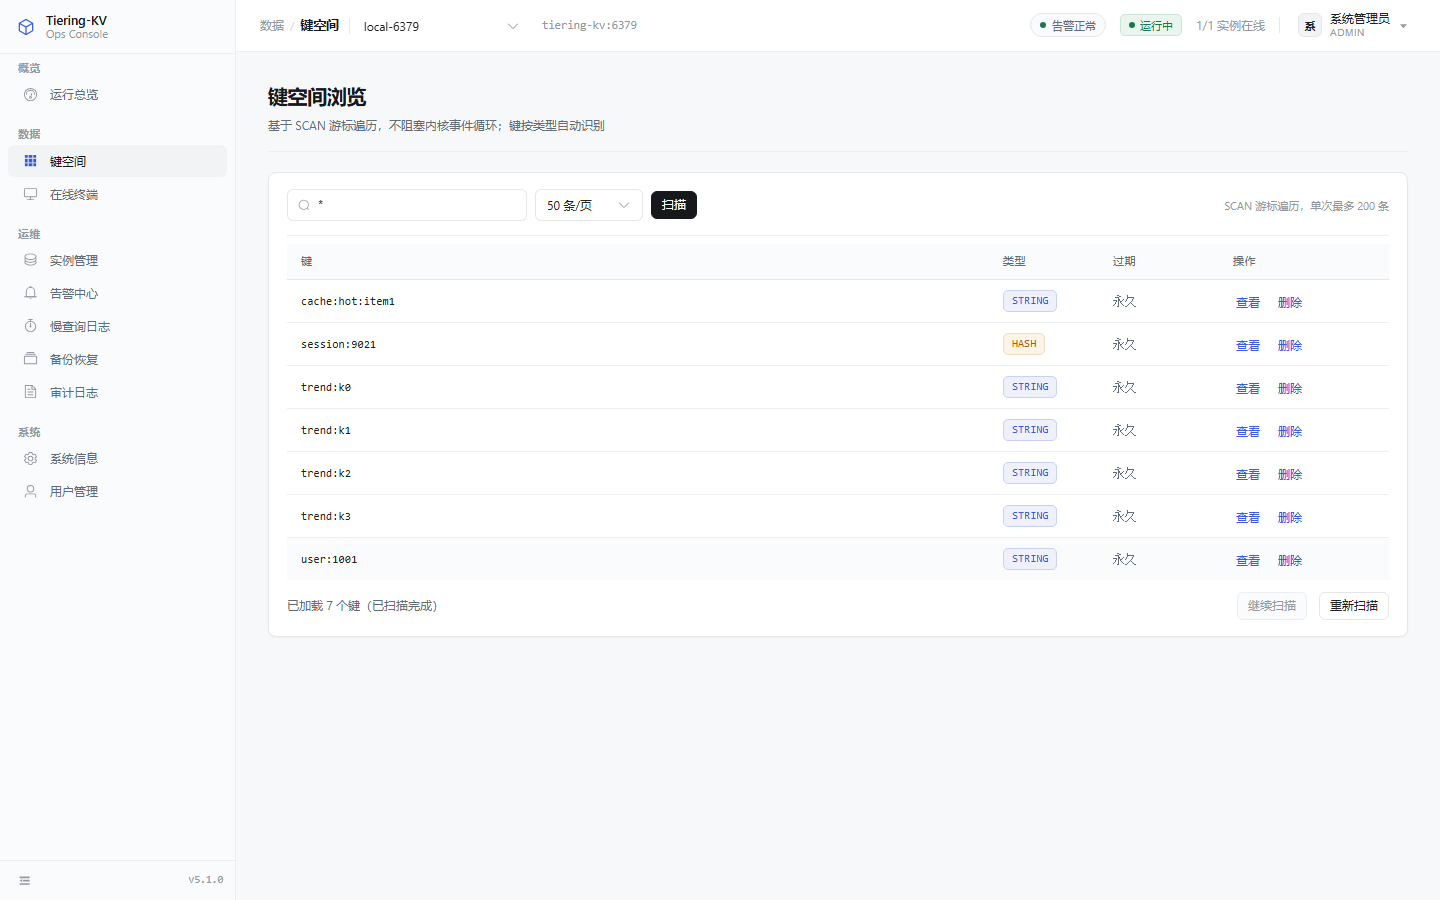 Tiering-KV
Ops Console
概览
运行总览
数据
键空间
在线终端
运维
实例管理
告警中心
慢查询日志
备份恢复
审计日志
系统
系统信息
用户管理
v5.1.0
数据 / 键空间 local-6379 tiering-kv:6379 告警正常 运行中 1/1 实例在线 系 系统管理员
ADMIN
键空间浏览
基于 SCAN 游标遍历，不阻塞内核事件循环；键按类型自动识别
* 50 条/页 扫描 SCAN 游标遍历，单次最多 200 条
键 类型 过期 操作
cache:hot:item1 STRING 永久 查看 删除
session:9021 HASH 永久 查看 删除
trend:k0 STRING 永久 查看 删除
trend:k1 STRING 永久 查看 删除
trend:k2 STRING 永久 查看 删除
trend:k3 STRING 永久 查看 删除
user:1001 STRING 永久 查看 删除
已加载 7 个键（已扫描完成） 继续扫描 重新扫描